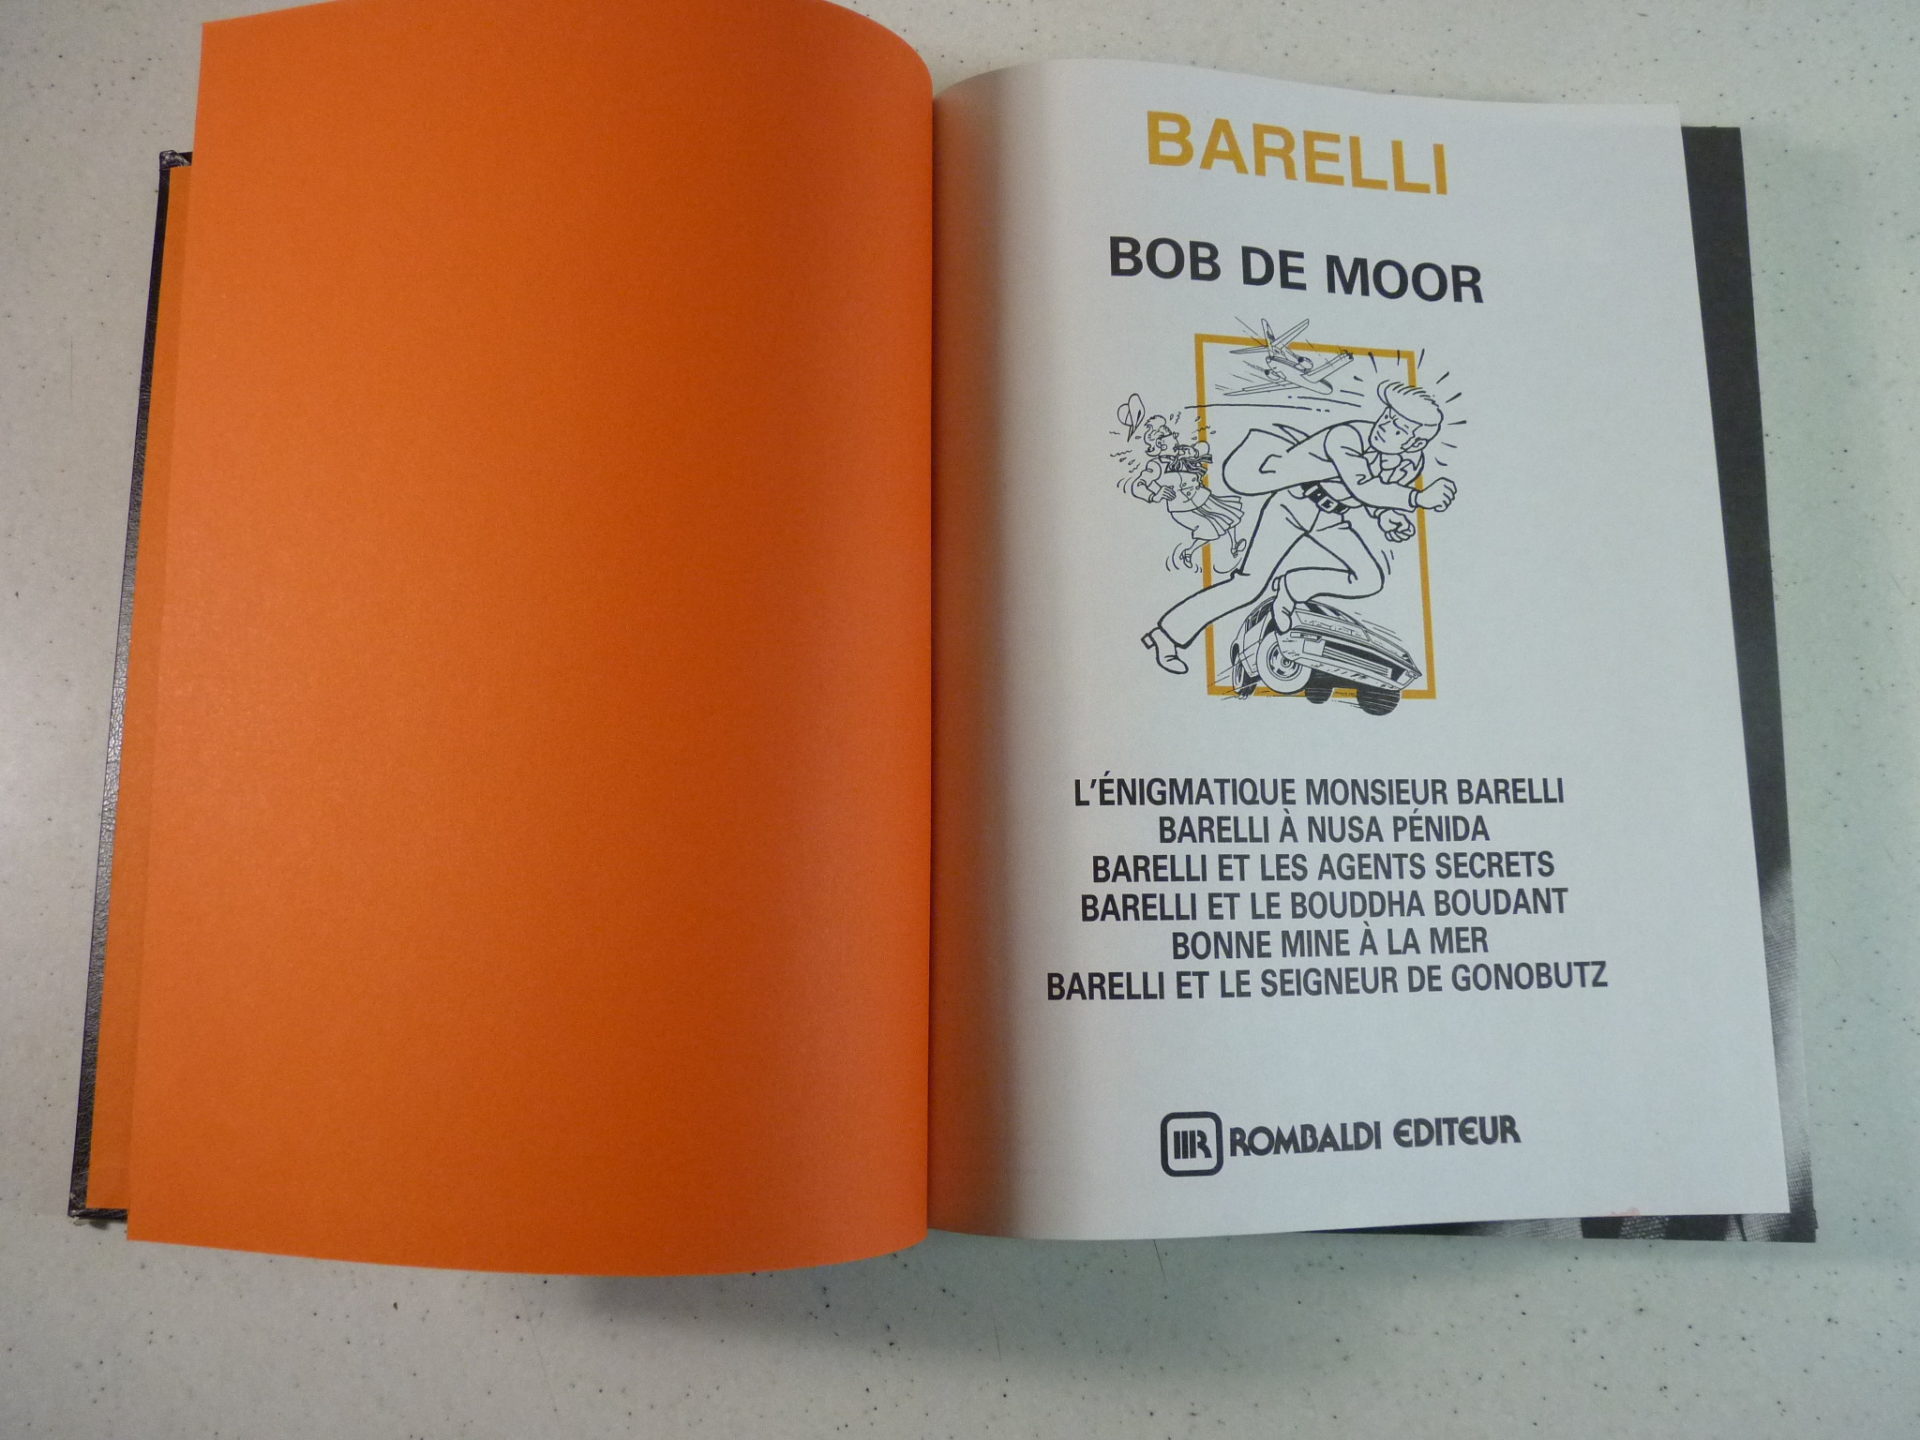 BARELLI
BOB DE MOOR
L'ÉNIGMATIQUE MONSIEUR BARELLI
BARELLI À NUSA PÉNIDA
BARELLI ET LES AGENTS SECRETS
BARELLI ET LE BOUDDHA BOUDANT
BONNE MINE À LA MER
BARELLI ET LE SEIGNEUR DE GONOBUTZ
ROMBALDI EDITEUR